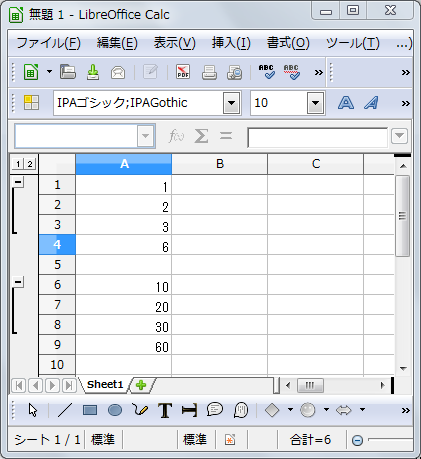 無題 1 - LibreOffice Calc
ファイル(F) 編集(E) 表示(V) 挿入(I) 書式(O) ツール(T) ...)
PDF ABC ABC »
IPAゴシック;IPAGothic 10 A A »
f(x) Σ =
1 2 A B C
1 1
2 2
3 3
4 6
5
6 10
7 20
8 30
9 60
10
Sheet1
T »
シート 1 / 1 標準 標準 合計=6